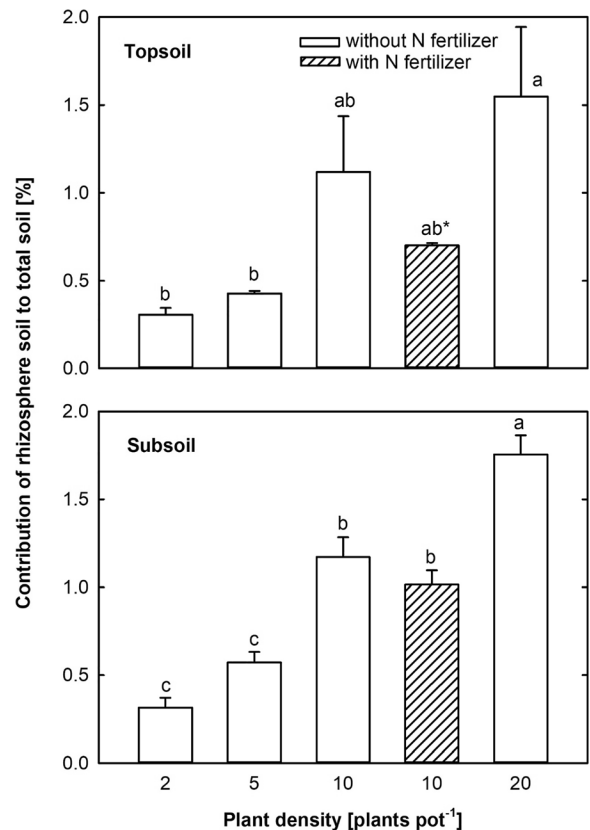 Contribution of rhizosphere soil to total soil [%]
Topsoil
without N fertilizer
with N fertilizer
2.0
1.5
1.0
0.5
0.0
b
b
ab
ab*
a
Subsoil
2.0
1.5
1.0
0.5
0.0
c
c
b
b
a
2 5 10 10 20
Plant density [plants pot⁻¹]